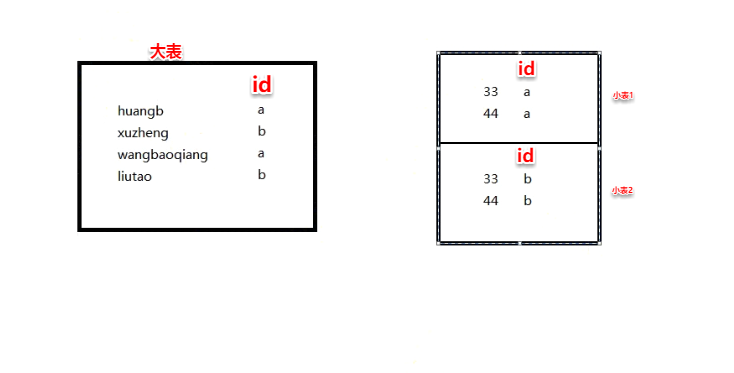 大表
id
huangb a
xuzheng b
wangbaoqiang a
liutao b
id
33 a
44 a
小表1
id
33 b
44 b
小表2